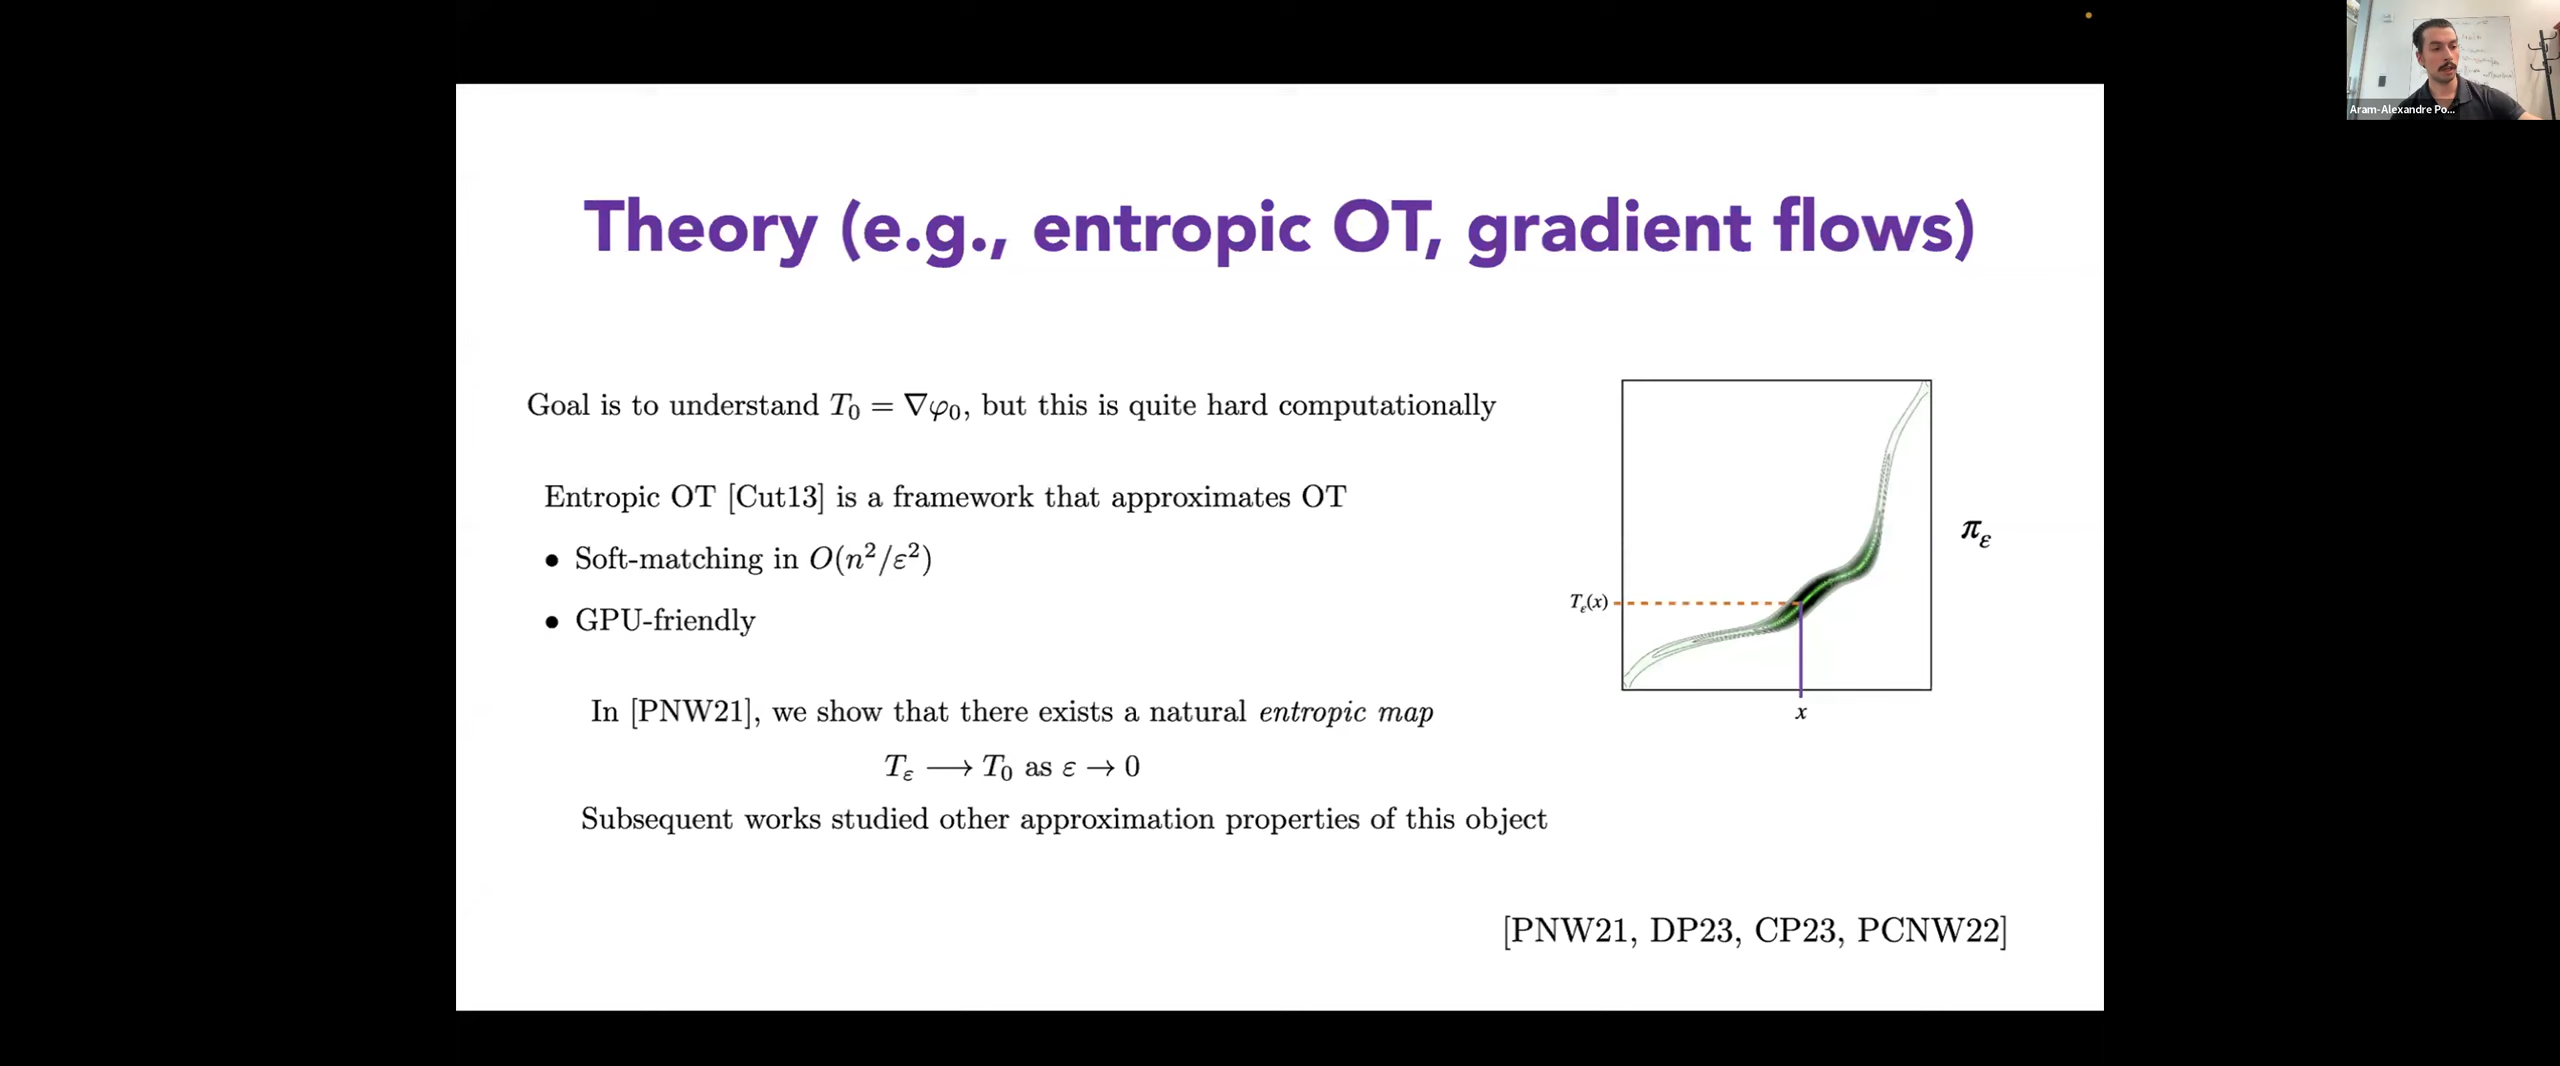 Theory (e.g., entropic OT, gradient flows)
Goal is to understand T₀ = ∇φ₀, but this is quite hard computationally
Entropic OT [Cut13] is a framework that approximates OT
• Soft-matching in O(n²/ε²)
• GPU-friendly
In [PNW21], we show that there exists a natural entropic map
T_ε ⟶ T₀ as ε → 0
Subsequent works studied other approximation properties of this object
π_ε
T_ε(x)
x
[PNW21, DP23, CP23, PCNW22]
Aram-Alexandre Po...